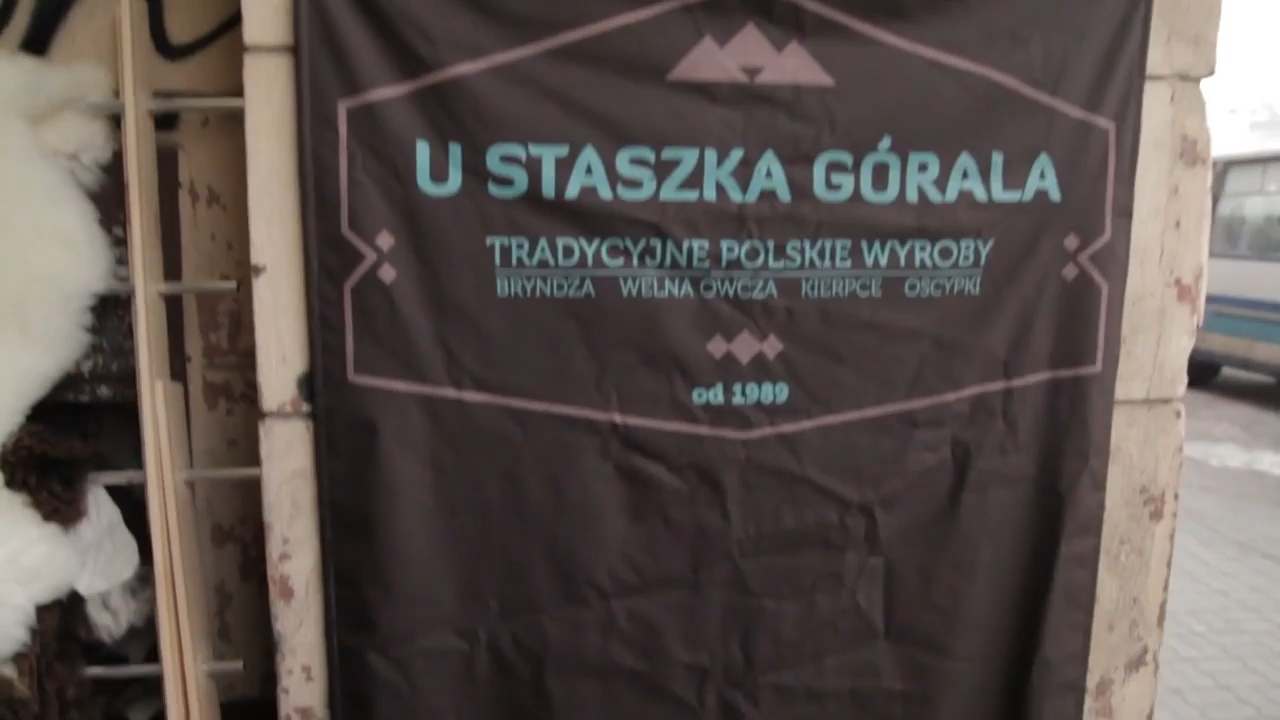 U STASZKA GÓRALA
TRADYCYJNE POLSKIE WYROBY
BRYNDZA WEŁNA OWCZA KIERPCE OSCYPKI
od 1989